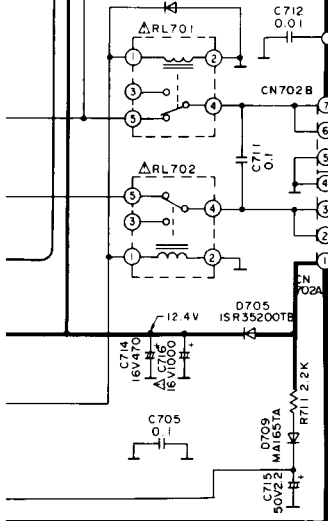 C712
0.01
⚠RL701
1
2
3
4
5
CN702B
7
6
5
4
3
2
1
C711
0.1
⚠RL702
5
4
3
1
2
CN
702A
D705
1SR35200TB
-12.4V
C714
16V470
⚠C716
16V1000
+
+
R711 2.2K
D709
MA165TA
C705
0.1
C715
50V2.2
+